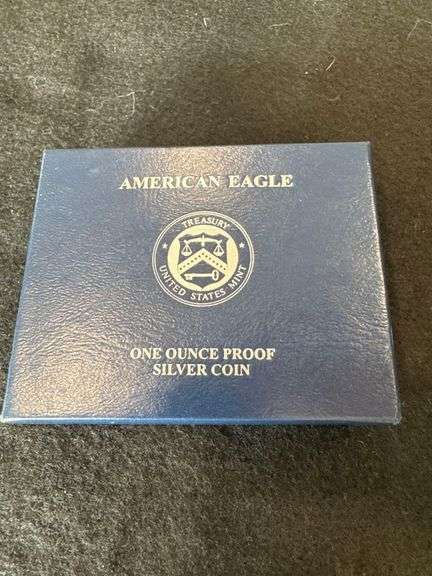 AMERICAN EAGLE
TREASURY
UNITED STATES MINT
ONE OUNCE PROOF
SILVER COIN